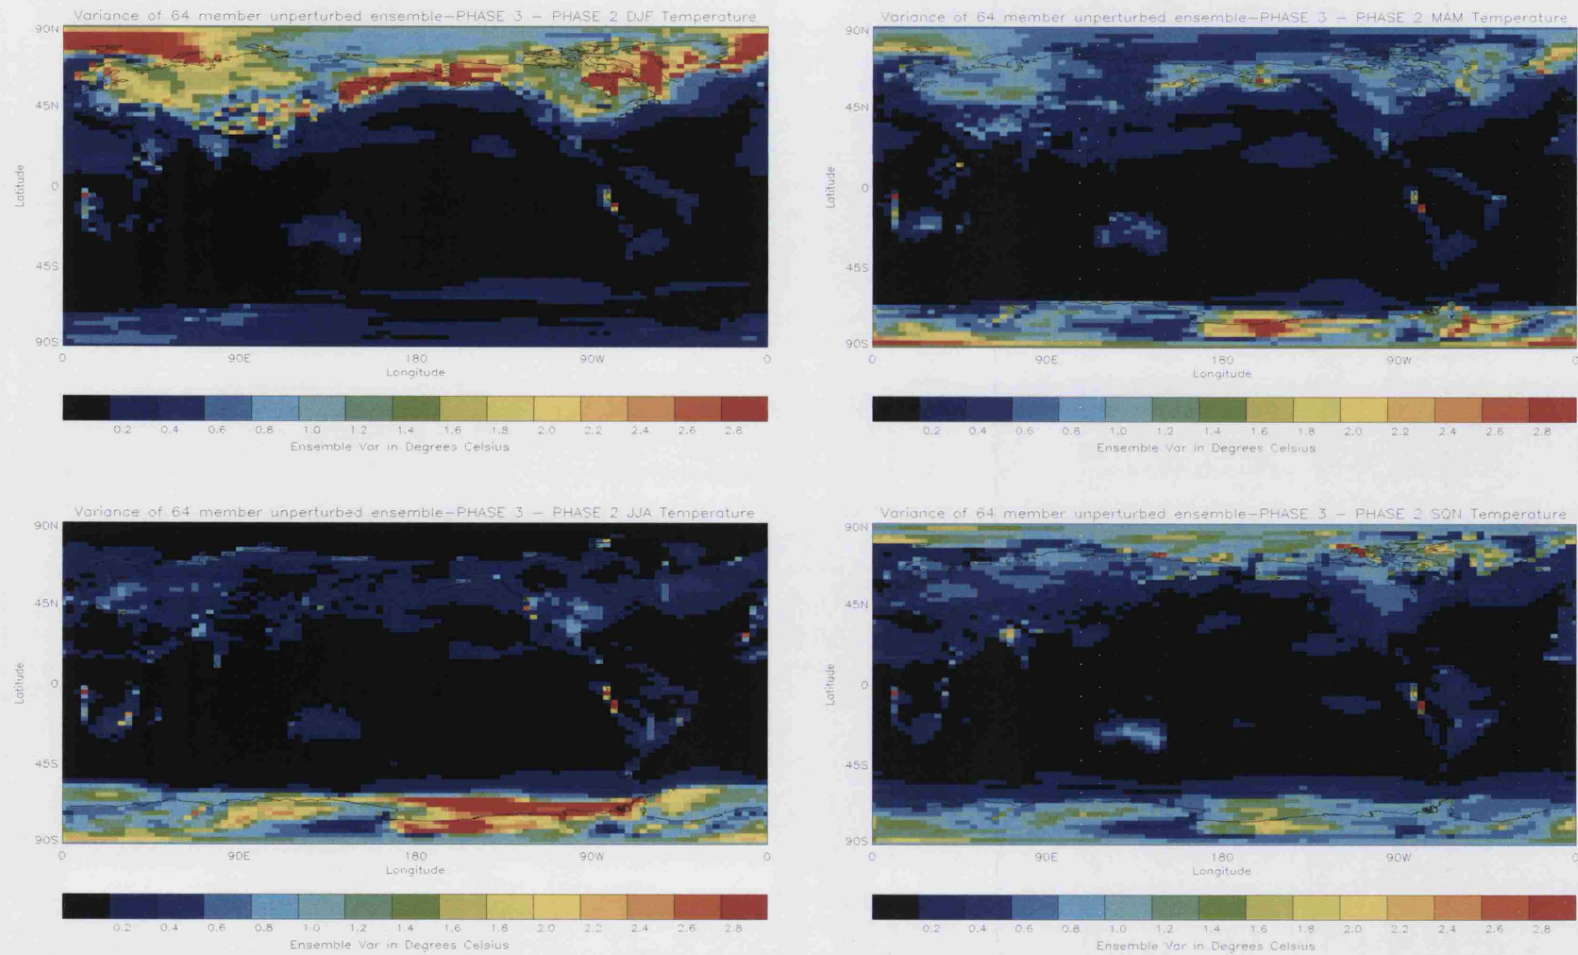 Variance of 64 member unperturbed ensemble-PHASE 3 - PHASE 2 DJF Temperature
90N
45N
0
45S
90S
Latitude
0 90E 180 90W 0
Longitude
0.2 0.4 0.6 0.8 1.0 1.2 1.4 1.6 1.8 2.0 2.2 2.4 2.6 2.8
Ensemble Var in Degrees Celsius
Variance of 64 member unperturbed ensemble-PHASE 3 - PHASE 2 MAM Temperature
90N
45N
0
45S
90S
Latitude
0 90E 180 90W 0
Longitude
0.2 0.4 0.6 0.8 1.0 1.2 1.4 1.6 1.8 2.0 2.2 2.4 2.6 2.8
Ensemble Var in Degrees Celsius
Variance of 64 member unperturbed ensemble-PHASE 3 - PHASE 2 JJA Temperature
90N
45N
0
45S
90S
Latitude
0 90E 180 90W 0
Longitude
0.2 0.4 0.6 0.8 1.0 1.2 1.4 1.6 1.8 2.0 2.2 2.4 2.6 2.8
Ensemble Var in Degrees Celsius
Variance of 64 member unperturbed ensemble-PHASE 3 - PHASE 2 SON Temperature
90N
45N
0
45S
90S
Latitude
0 90E 180 90W 0
Longitude
0.2 0.4 0.6 0.8 1.0 1.2 1.4 1.6 1.8 2.0 2.2 2.4 2.6 2.8
Ensemble Var in Degrees Celsius